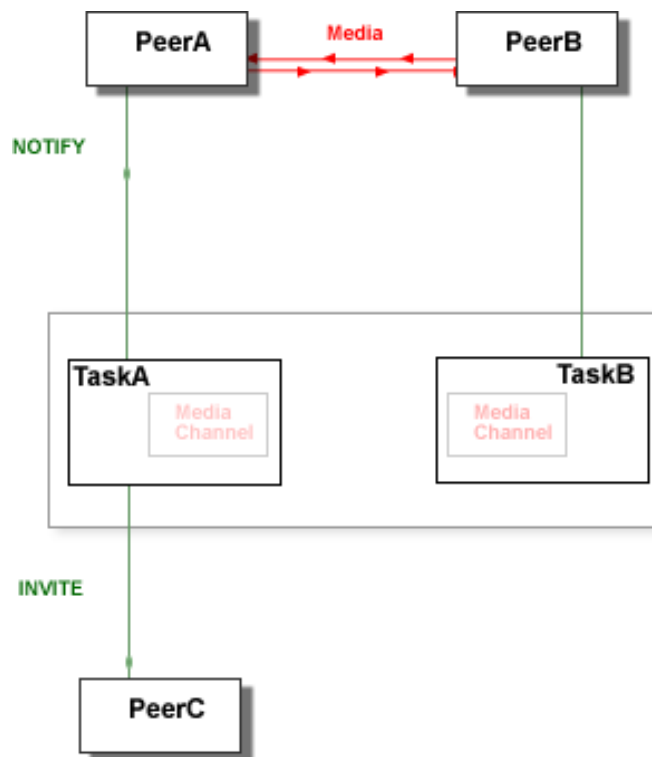 PeerA
Media
PeerB
NOTIFY
TaskA
Media
Channel
TaskB
Media
Channel
INVITE
PeerC